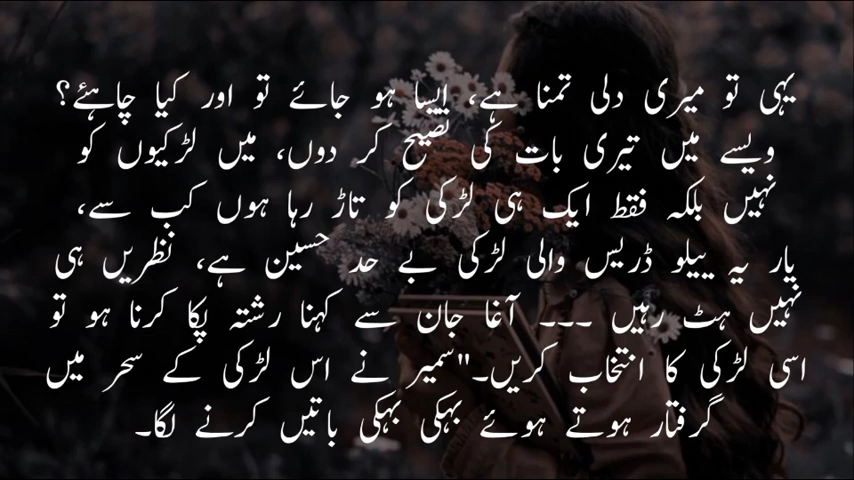 یہی تو میری دلی تمنا ہے، ایسا ہو جائے تو اور کیا چاہئے؟
ویسے میں تیری بات کی تصیح کر دوں، میں لڑکیوں کو
نہیں بلکہ فقط ایک ہی لڑکی کو تاڑ رہا ہوں کب سے،
یار یہ ییلو ڈریس والی لڑکی بے حد حسین ہے، نظریں ہی
نہیں ہٹ رہیں ۔۔۔ آغا جان سے کہنا رشتہ پکا کرنا ہو تو
اسی لڑکی کا انتخاب کریں۔"سمیر نے اس لڑکی کے سحر میں
گرفتار ہوتے ہوئے بہکی بہکی باتیں کرنے لگا۔